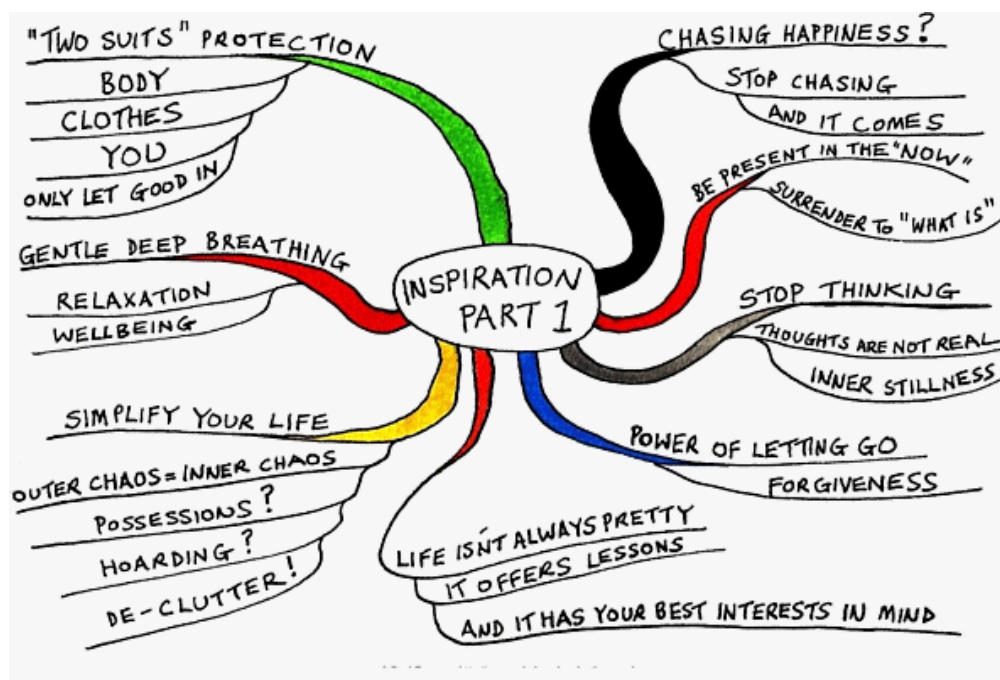 "TWO SUITS" PROTECTION
BODY
CLOTHES
YOU
ONLY LET GOOD IN
GENTLE DEEP BREATHING
RELAXATION
WELLBEING
SIMPLIFY YOUR LIFE
OUTER CHAOS = INNER CHAOS
POSSESSIONS?
HOARDING?
DE-CLUTTER!
INSPIRATION
PART 1
CHASING HAPPINESS?
STOP CHASING
AND IT COMES
BE PRESENT IN THE "NOW"
SURRENDER TO "WHAT IS"
STOP THINKING
THOUGHTS ARE NOT REAL
INNER STILLNESS
POWER OF LETTING GO
FORGIVENESS
LIFE ISN'T ALWAYS PRETTY
IT OFFERS LESSONS
AND IT HAS YOUR BEST INTERESTS IN MIND